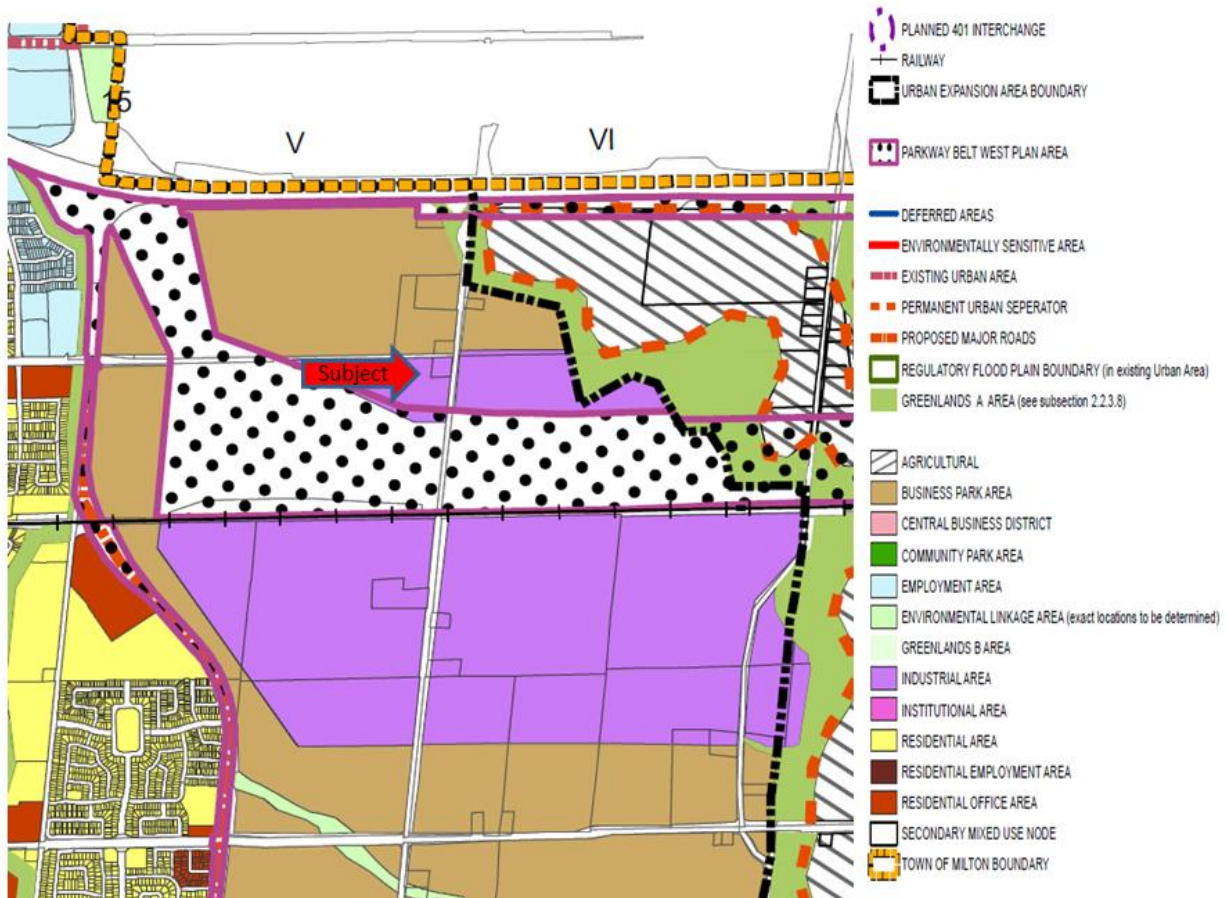 15
V
VI
Subject
PLANNED 401 INTERCHANGE
RAILWAY
URBAN EXPANSION AREA BOUNDARY
PARKWAY BELT WEST PLAN AREA
DEFERRED AREAS
ENVIRONMENTALLY SENSITIVE AREA
EXISTING URBAN AREA
PERMANENT URBAN SEPERATOR
PROPOSED MAJOR ROADS
REGULATORY FLOOD PLAIN BOUNDARY (in existing Urban Area)
GREENLANDS A AREA (see subsection 2.2.3.8)
AGRICULTURAL
BUSINESS PARK AREA
CENTRAL BUSINESS DISTRICT
COMMUNITY PARK AREA
EMPLOYMENT AREA
ENVIRONMENTAL LINKAGE AREA (exact locations to be determined)
GREENLANDS B AREA
INDUSTRIAL AREA
INSTITUTIONAL AREA
RESIDENTIAL AREA
RESIDENTIAL EMPLOYMENT AREA
RESIDENTIAL OFFICE AREA
SECONDARY MIXED USE NODE
TOWN OF MILTON BOUNDARY